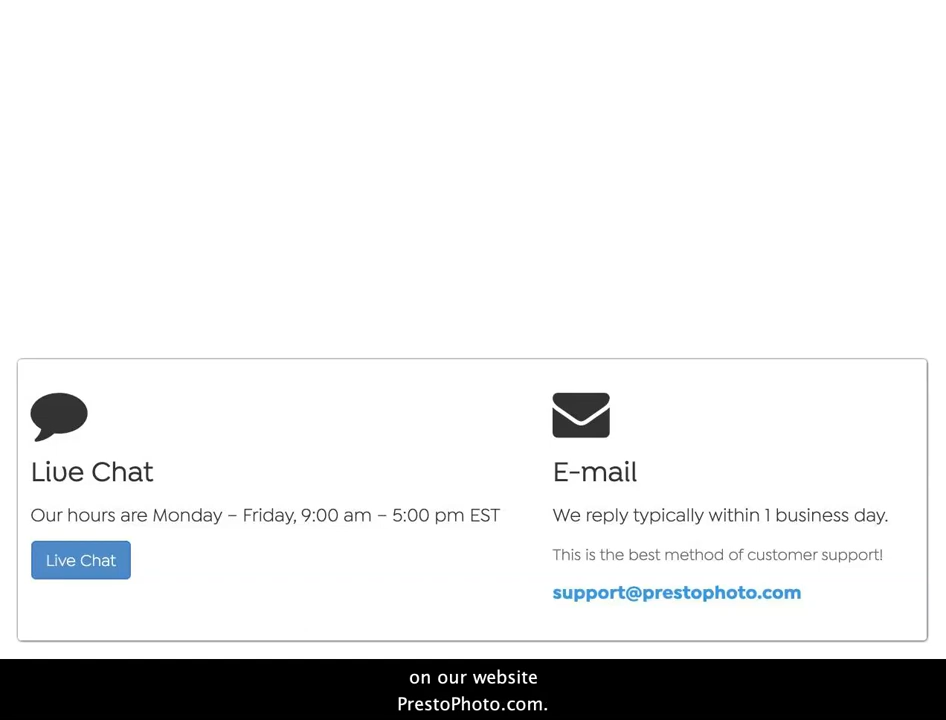 Live Chat
Our hours are Monday – Friday, 9:00 am – 5:00 pm EST
Live Chat
E-mail
We reply typically within 1 business day.
This is the best method of customer support!
support@prestophoto.com
on our website
PrestoPhoto.com.